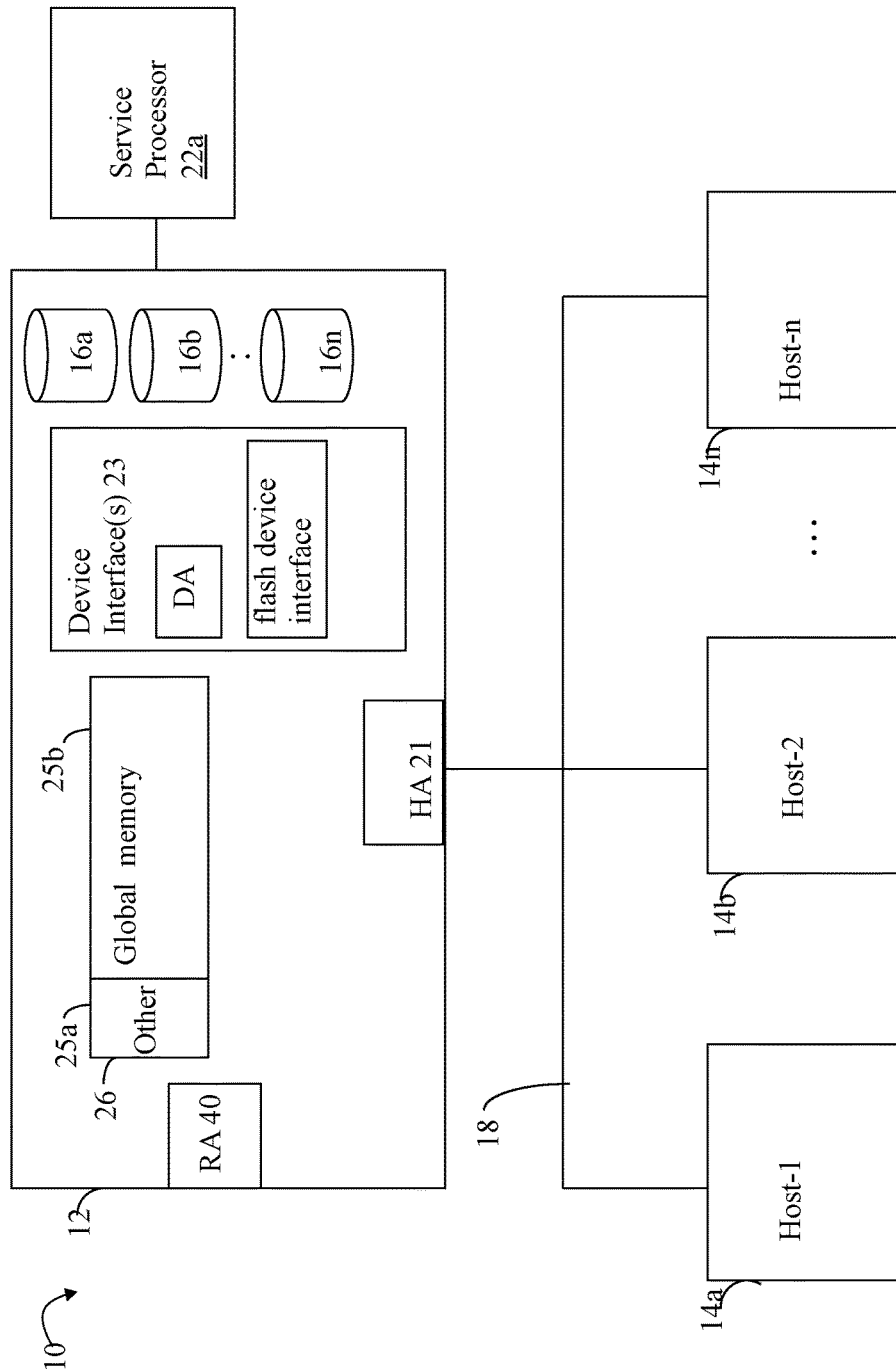 10
12
RA 40
26
25a
25b
Other
Global memory
HA 21
Device
Interface(s) 23
DA
flash device
interface
16a
16b
..
16n
Service
Processor
22a
18
14a
Host-1
14b
Host-2
...
14n
Host-n